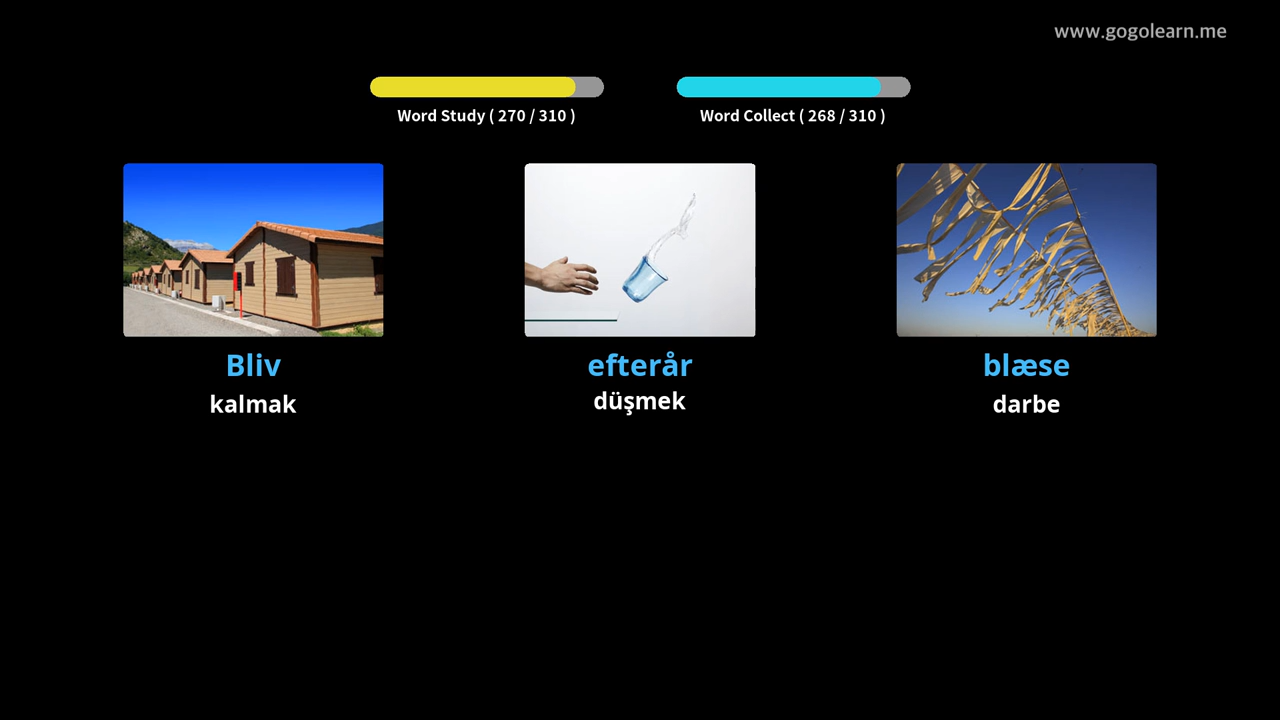 www.gogolearn.me
Word Study ( 270 / 310 )
Word Collect ( 268 / 310 )
Bliv
kalmak
efterår
düşmek
blæse
darbe